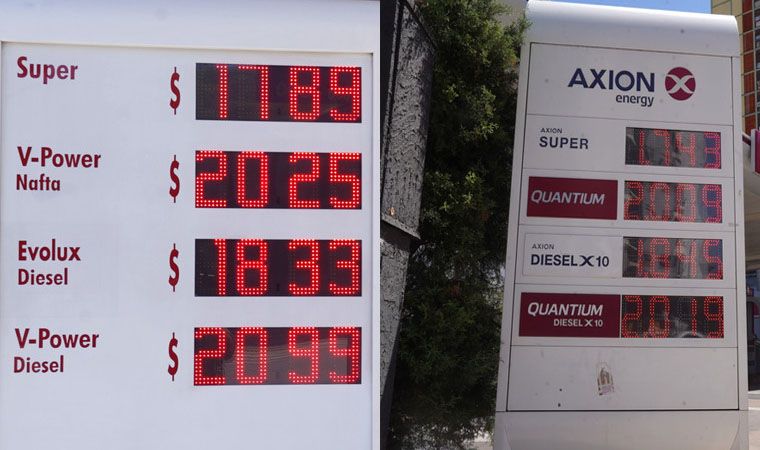 Super $ 1789
V-Power
Nafta $ 2025
Evolux
Diesel $ 1833
V-Power
Diesel $ 2099
AXION
energy
AXION
SUPER 1743
QUANTIUM 2019
AXION
DIESEL X10 1845
QUANTIUM
DIESEL X10 2019